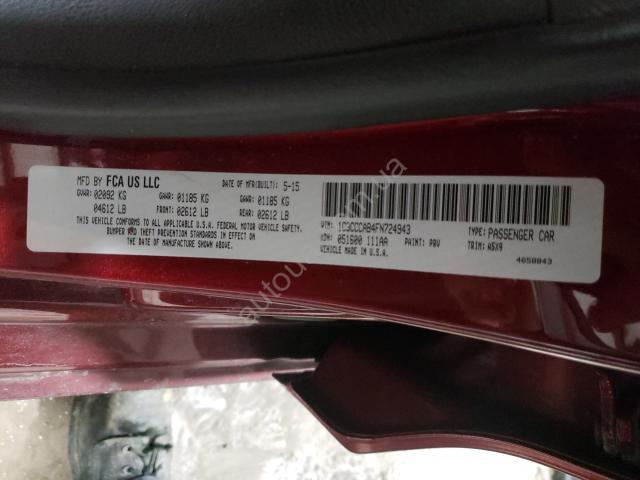 MFD BY FCA US LLC DATE OF MFR(BUILT): 5-15
GVWR: 02092 KG GAWR: 01185 KG GAWR: 01185 KG
04612 LB FRONT: 02612 LB REAR: 02612 LB
THIS VEHICLE CONFORMS TO ALL APPLICABLE U.S.A. FEDERAL MOTOR VEHICLE SAFETY,
BUMPER AND THEFT PREVENTION STANDARDS IN EFFECT ON
THE DATE OF MANUFACTURE SHOWN ABOVE.
VIN: 1C3CCCAB4FN724943 TYPE: PASSENGER CAR
MDH: 051600 111AA PAINT: PRV TRIM: A5X9
VEHICLE MADE IN U.S.A. 4658043